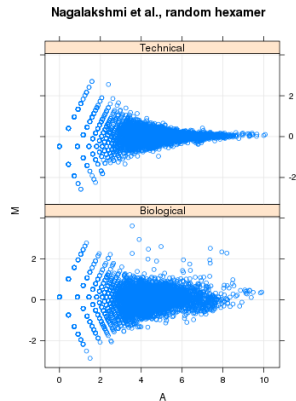 Nagalakshmi et al., random hexamer
Technical
2
0
-2
Biological
2
0
-2
M
0 2 4 6 8 10
A